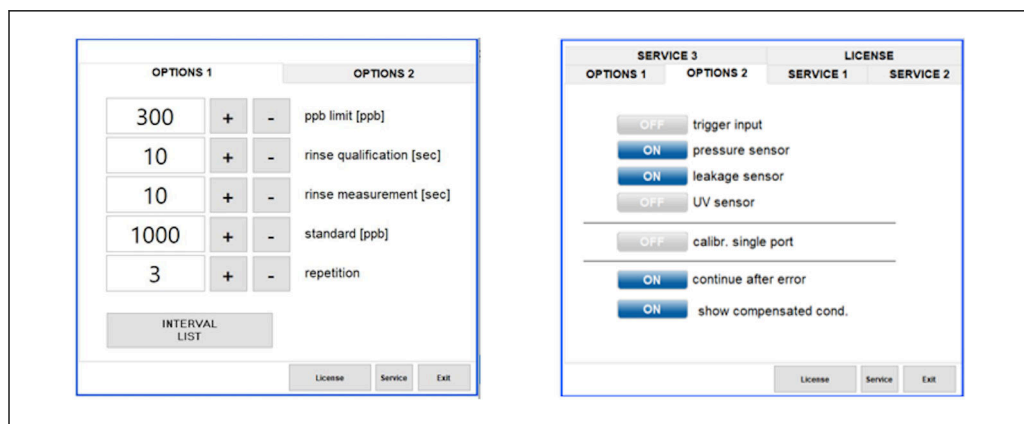 OPTIONS 1 OPTIONS 2
300 + - ppb limit [ppb]
10 + - rinse qualification [sec]
10 + - rinse measurement [sec]
1000 + - standard [ppb]
3 + - repetition
INTERVAL
LIST
License Service Exit
SERVICE 3 LICENSE
OPTIONS 1 OPTIONS 2 SERVICE 1 SERVICE 2
OFF trigger input
ON pressure sensor
ON leakage sensor
OFF UV sensor
OFF calibr. single port
ON continue after error
ON show compensated cond.
License Service Exit